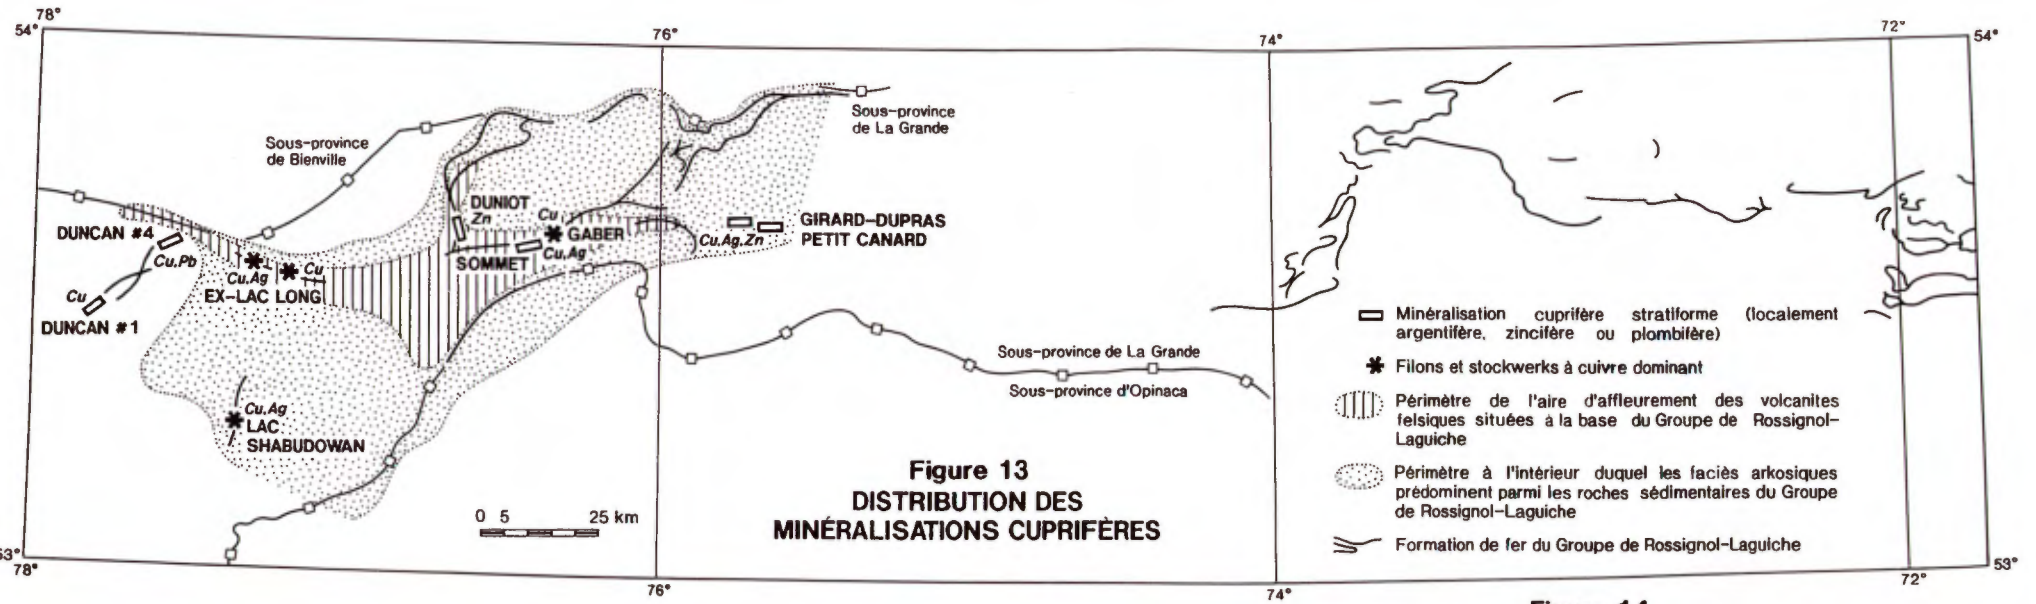 78°
54°
76°
74°
72°
54°
Sous-province
de La Grande
Sous-province
de Bienville
DUNIOT
Zn
Cu
GABER
GIRARD-DUPRAS
PETIT CANARD
Cu,Ag,Zn
DUNCAN #4
Cu,Pb
Cu,Ag
SOMMET
Cu,Ag
Cu
EX-LAC LONG
Cu
DUNCAN #1
Sous-province de La Grande
Sous-province d'Opinaca
Cu,Ag
LAC
SHABUDOWAN
Minéralisation cuprifère stratiforme (localement
argentifère, zincifère ou plombifère)
Filons et stockwerks à cuivre dominant
Périmètre de l'aire d'affleurement des volcanites
felsiques situées à la base du Groupe de Rossignol-
Laguiche
Périmètre à l'intérieur duquel les faciès arkosiques
prédominent parmi les roches sédimentaires du Groupe
de Rossignol-Laguiche
Formation de fer du Groupe de Rossignol-Laguiche
Figure 13
DISTRIBUTION DES
MINÉRALISATIONS CUPRIFÈRES
0 5 25 km
53°
78°
76°
74°
72°
53°